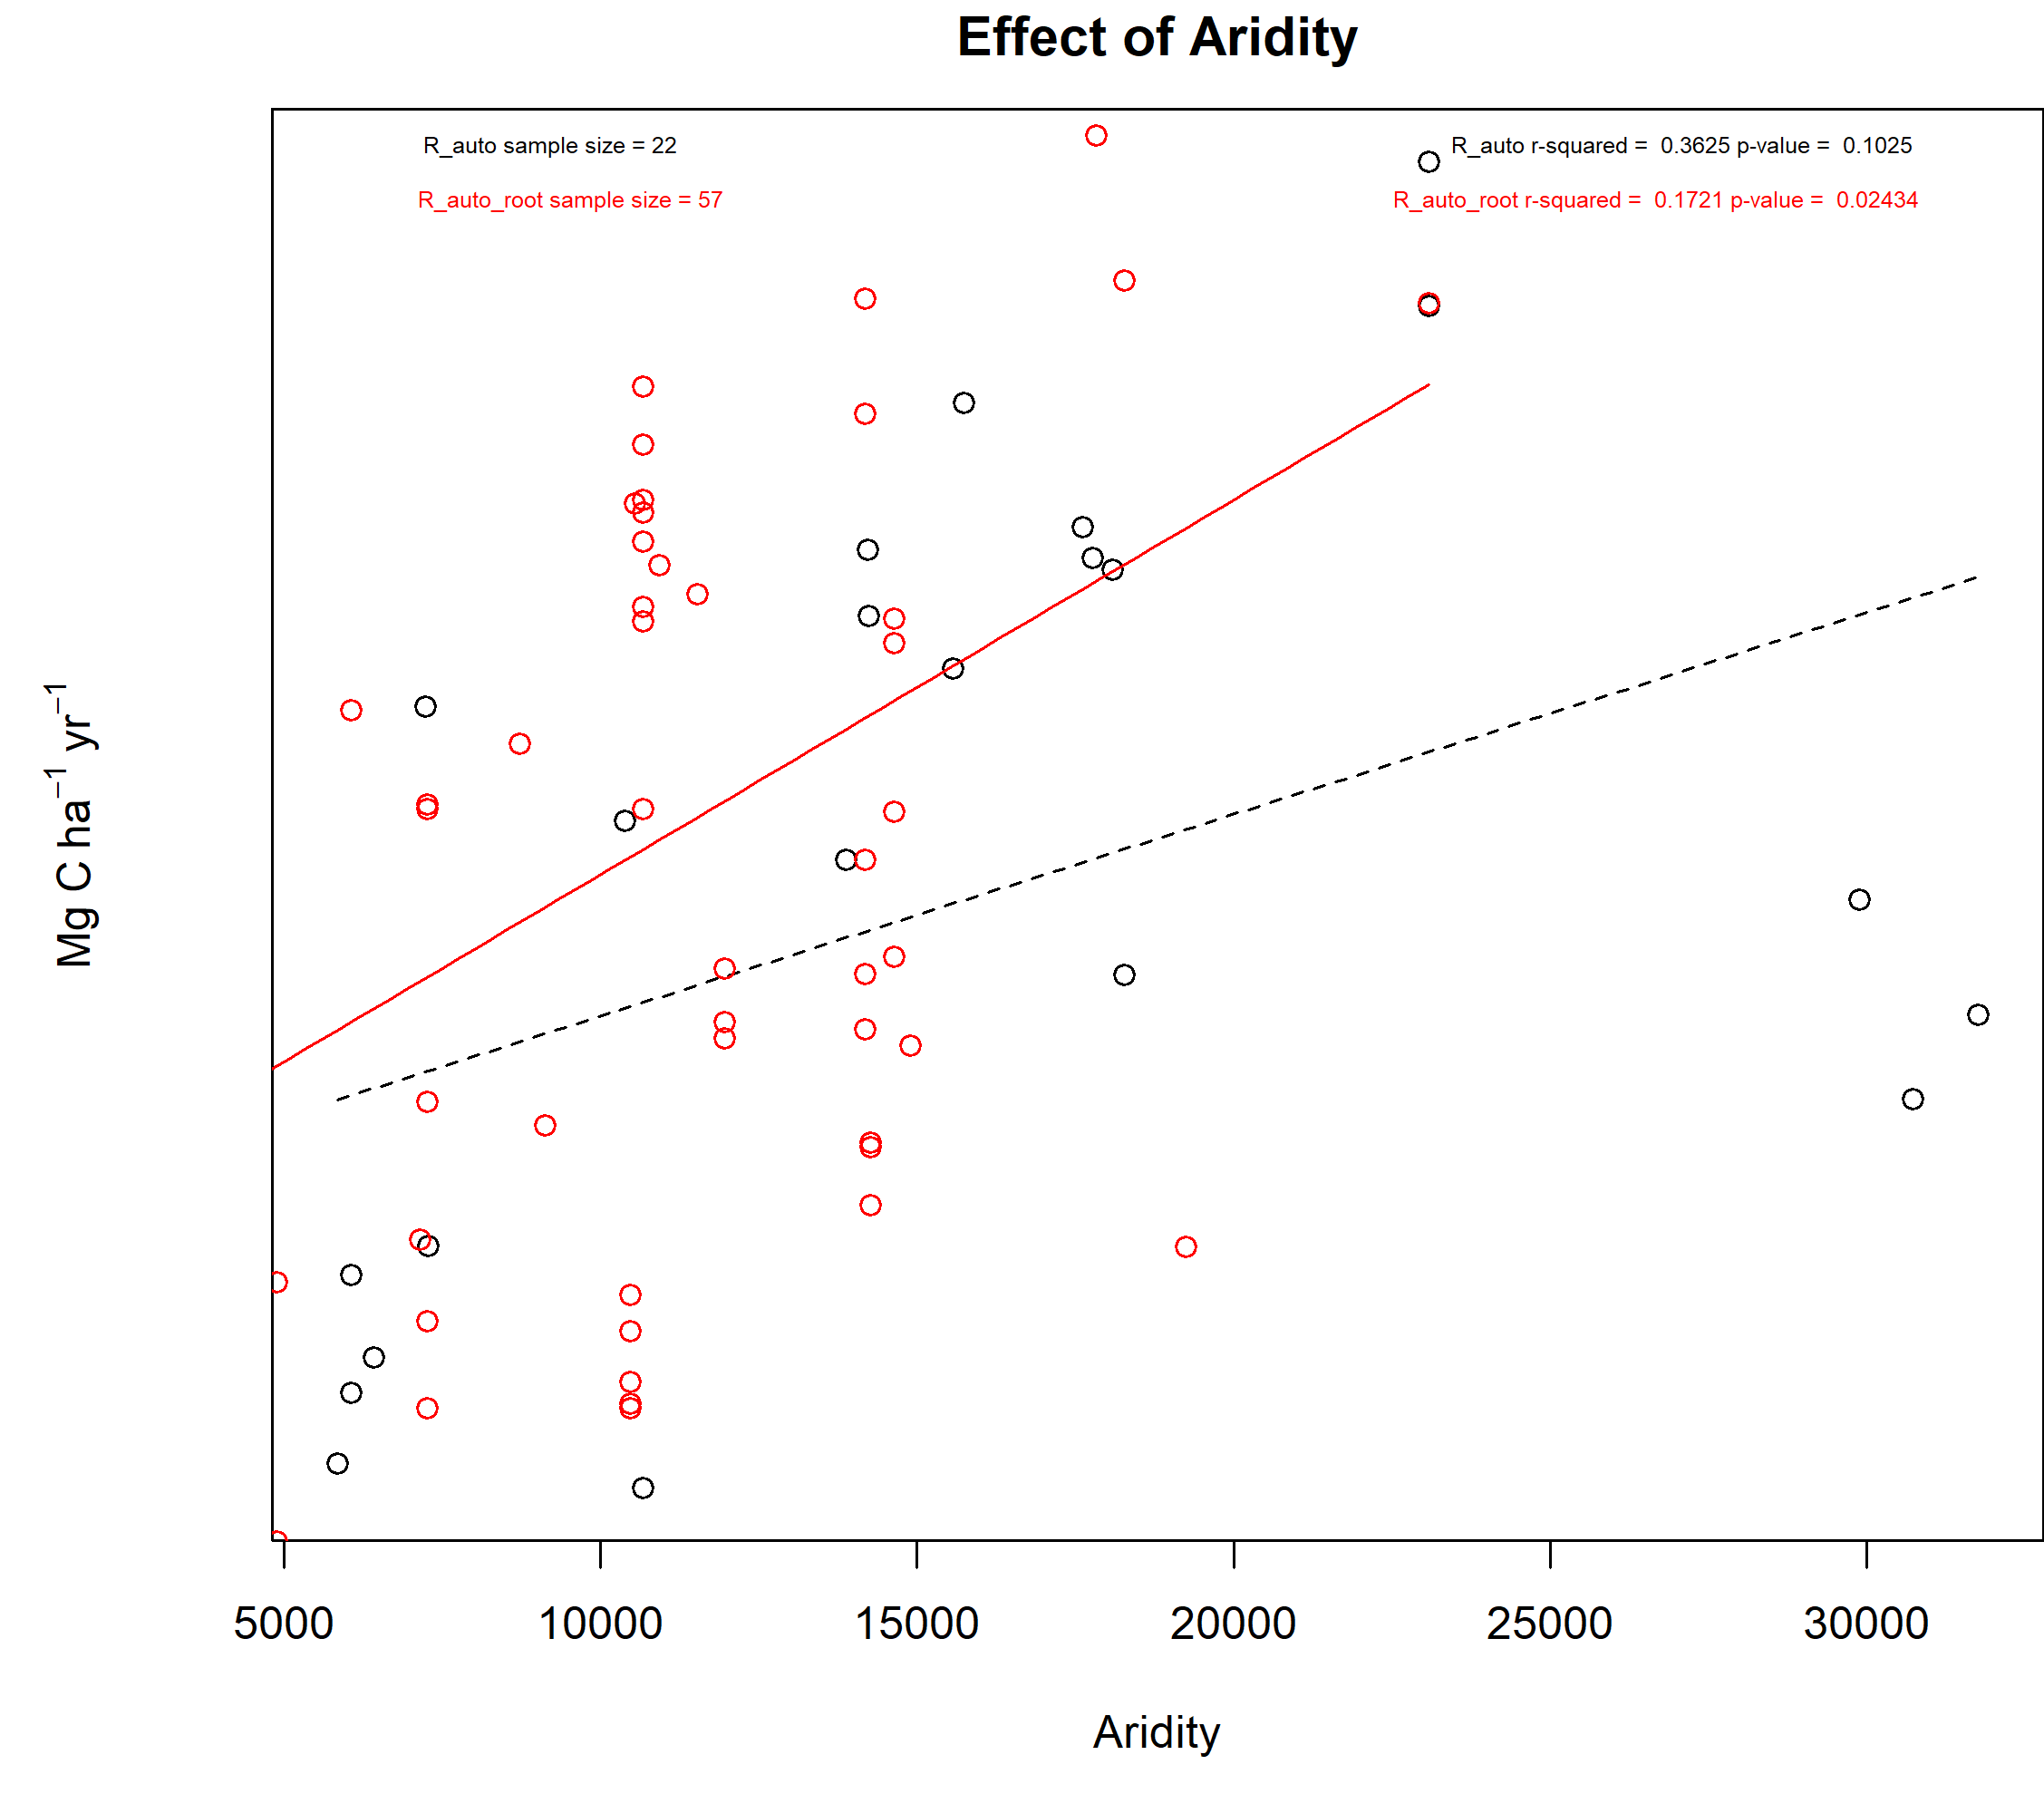 Effect of Aridity
R_auto sample size = 22
R_auto r-squared =  0.3625 p-value =  0.1025
R_auto_root sample size = 57
R_auto_root r-squared =  0.1721 p-value =  0.02434
Mg C ha⁻¹ yr⁻¹
5000 10000 15000 20000 25000 30000
Aridity